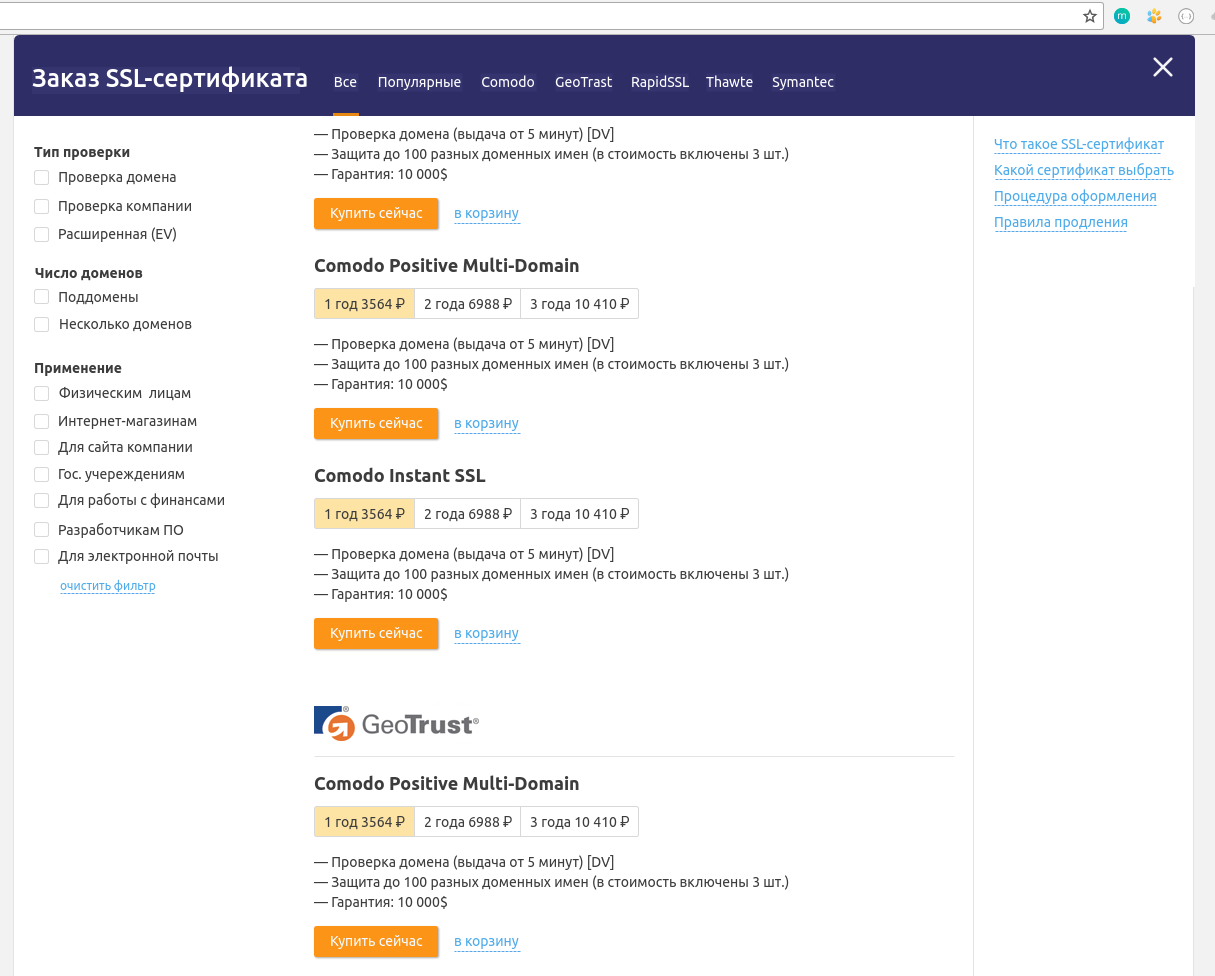 m
Заказ SSL-сертификата
Все
Популярные
Comodo
GeoTrast
RapidSSL
Thawte
Symantec
Тип проверки
Проверка домена
Проверка компании
Расширенная (EV)
Число доменов
Поддомены
Несколько доменов
Применение
Физическим лицам
Интернет-магазинам
Для сайта компании
Гос. учереждениям
Для работы с финансами
Разработчикам ПО
Для электронной почты
очистить фильтр
— Проверка домена (выдача от 5 минут) [DV]
— Защита до 100 разных доменных имен (в стоимость включены 3 шт.)
— Гарантия: 10 000$
Купить сейчас
в корзину
Comodo Positive Multi-Domain
1 год 3564 ₽
2 года 6988 ₽
3 года 10 410 ₽
— Проверка домена (выдача от 5 минут) [DV]
— Защита до 100 разных доменных имен (в стоимость включены 3 шт.)
— Гарантия: 10 000$
Купить сейчас
в корзину
Comodo Instant SSL
1 год 3564 ₽
2 года 6988 ₽
3 года 10 410 ₽
— Проверка домена (выдача от 5 минут) [DV]
— Защита до 100 разных доменных имен (в стоимость включены 3 шт.)
— Гарантия: 10 000$
Купить сейчас
в корзину
GeoTrust®
Comodo Positive Multi-Domain
1 год 3564 ₽
2 года 6988 ₽
3 года 10 410 ₽
— Проверка домена (выдача от 5 минут) [DV]
— Защита до 100 разных доменных имен (в стоимость включены 3 шт.)
— Гарантия: 10 000$
Купить сейчас
в корзину
Что такое SSL-сертификат
Какой сертификат выбрать
Процедура оформления
Правила продления